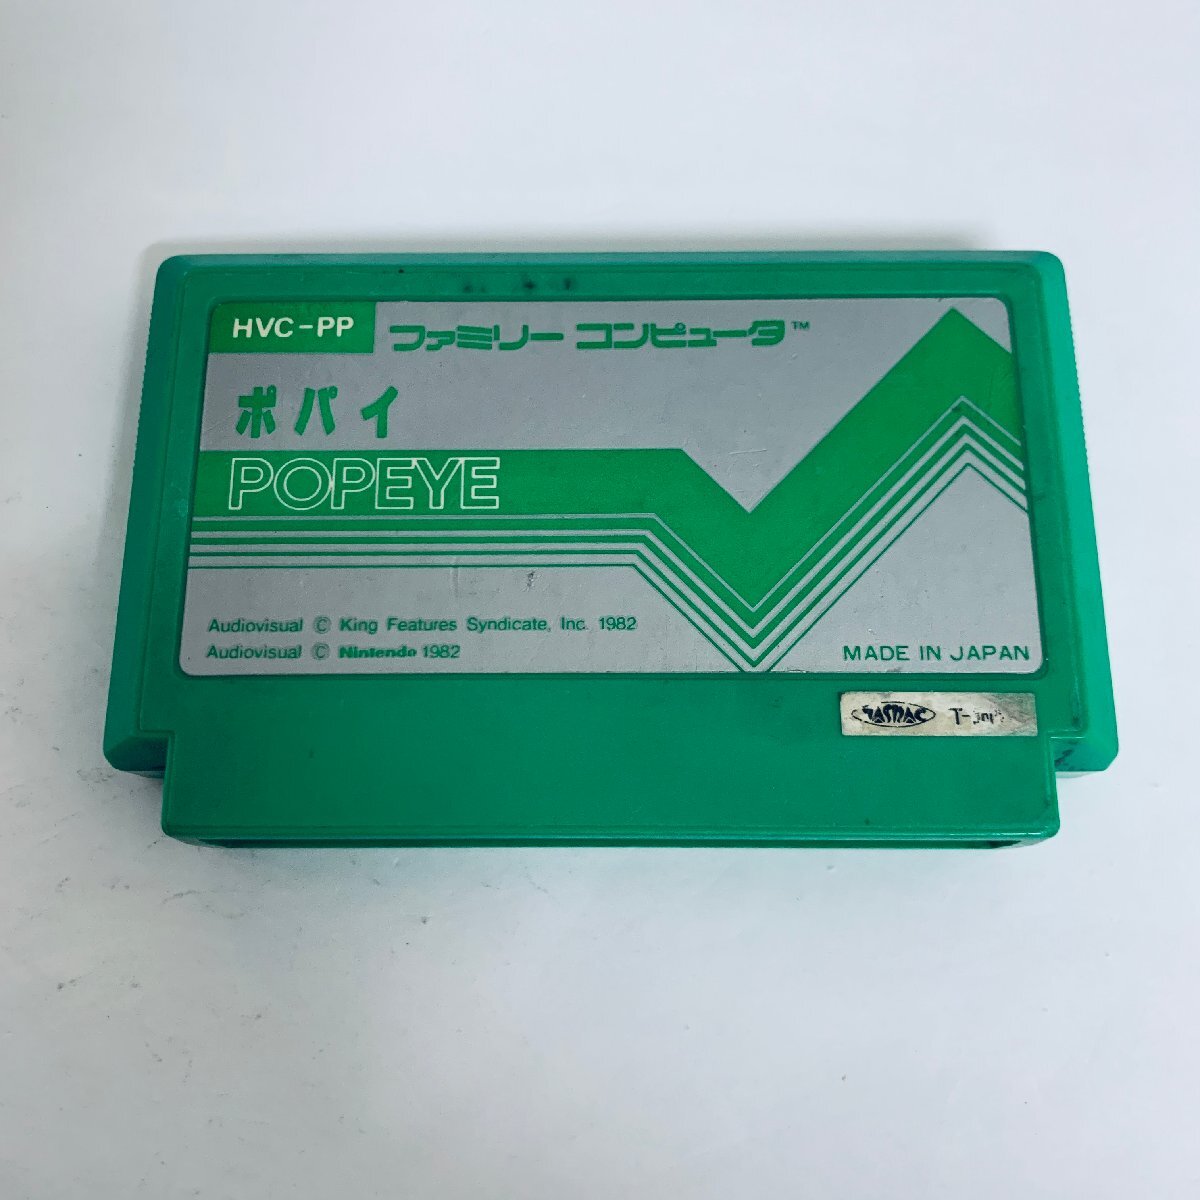 HVC-PP
ファミリー コンピュータ™
ポパイ
POPEYE
Audiovisual © King Features Syndicate, Inc. 1982
Audiovisual © Nintendo 1982
MADE IN JAPAN